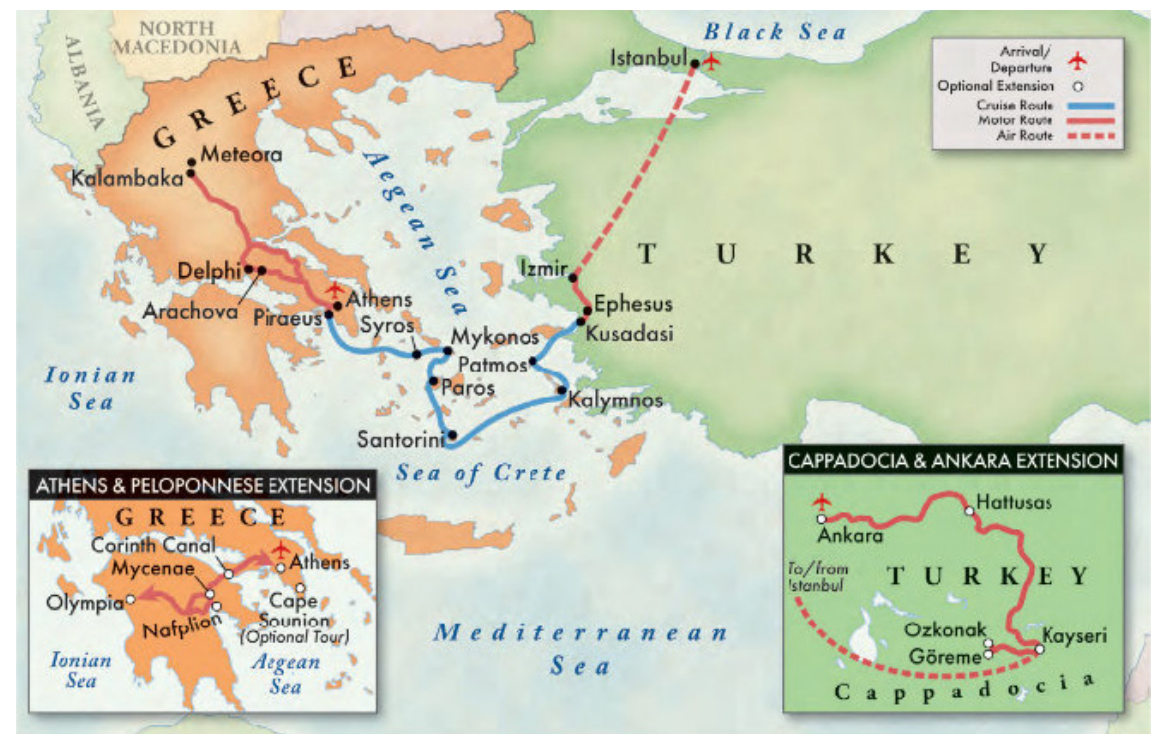 NORTH
MACEDONIA
ALBANIA
GREECE
Black Sea
Istanbul
Arrival/
Departure
Optional Extension
Cruise Route
Motor Route
Air Route
Meteora
Kalambaka
Aegean Sea
TURKEY
Delphi
Izmir
Arachova
Athens
Ephesus
Piraeus
Syros
Kusadasi
Mykonos
Patmos
Ionian
Sea
Paros
Kalymnos
Santorini
Sea of Crete
ATHENS & PELOPONNESE EXTENSION
GREECE
Corinth Canal
Mycenae
Athens
Olympia
Nafplion
Cape
Sounion
(Optional Tour)
Ionian
Sea
Aegean
Sea
Mediterranean
Sea
CAPPADOCIA & ANKARA EXTENSION
Hattusas
Ankara
To/from
Istanbul
TURKEY
Ozkonak
Göreme
Kayseri
Cappadocia